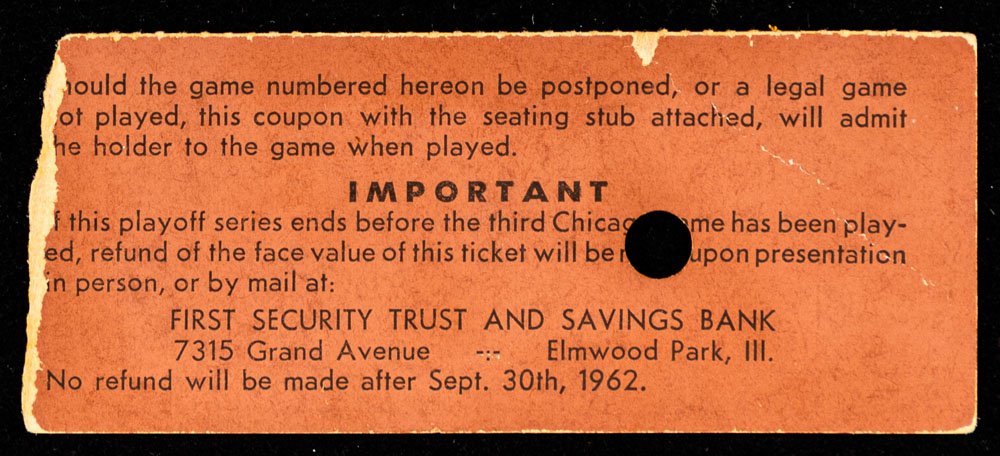 hould the game numbered hereon be postponed, or a legal game
ot played, this coupon with the seating stub attached, will admit
he holder to the game when played.
IMPORTANT
f this playoff series ends before the third Chicag me has been play-
ed, refund of the face value of this ticket will be upon presentation
in person, or by mail at:
FIRST SECURITY TRUST AND SAVINGS BANK
7315 Grand Avenue -:- Elmwood Park, Ill.
No refund will be made after Sept. 30th, 1962.